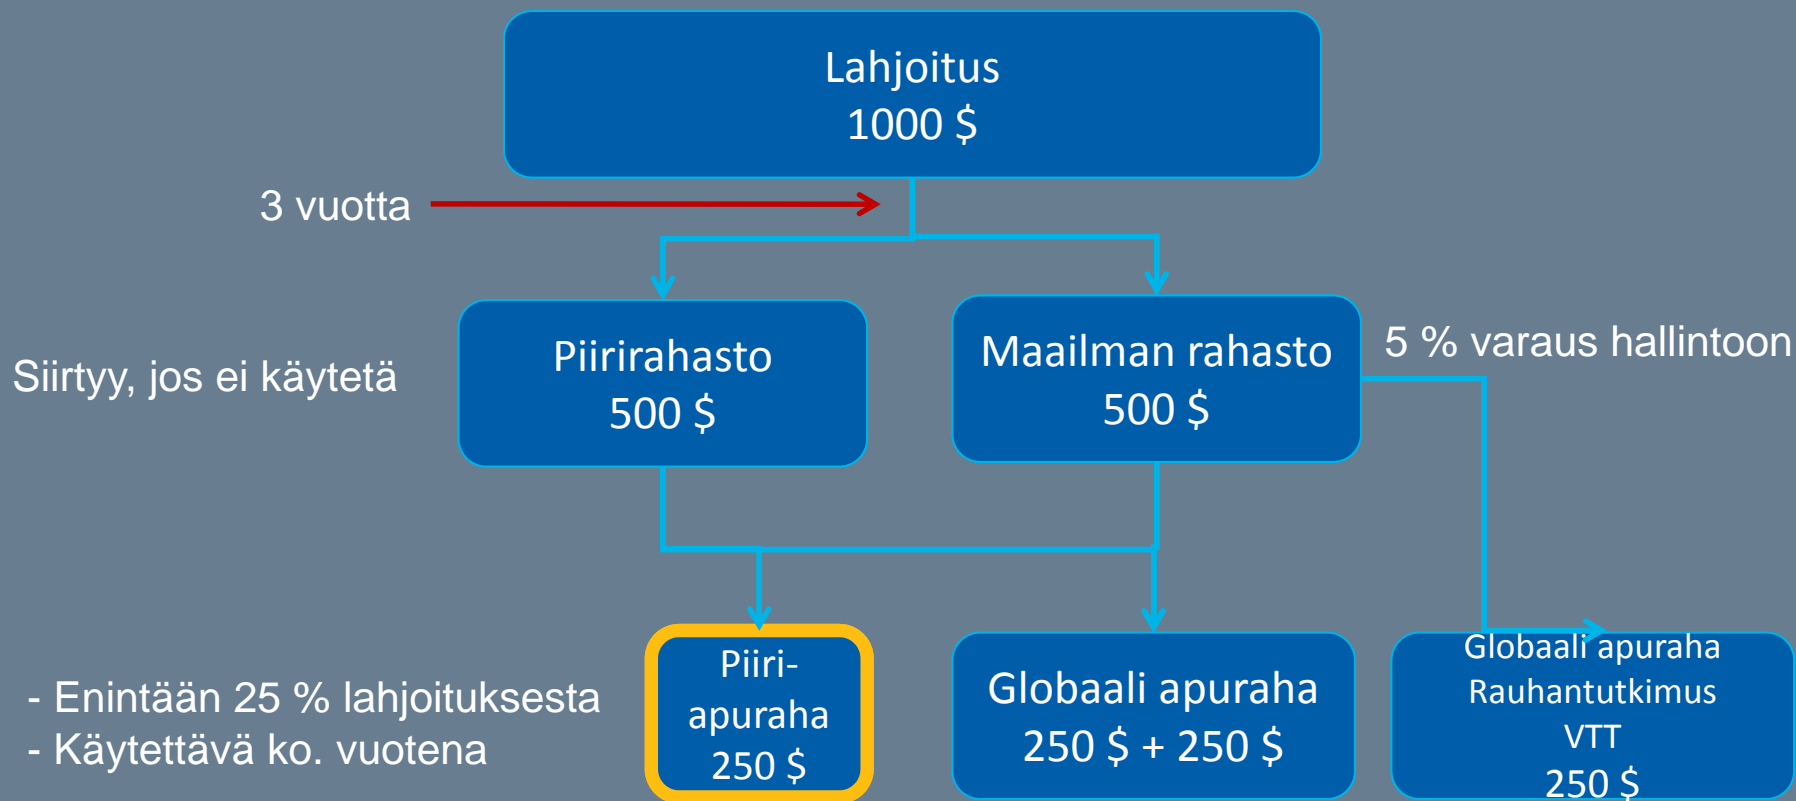 Lahjoitus
1000 $
3 vuotta
Siirtyy, jos ei käytetä
Piirirahasto
500 $
Maailman rahasto
500 $
5 % varaus hallintoon
- Enintään 25 % lahjoituksesta
- Käytettävä ko. vuotena
Piiri-
apuraha
250 $
Globaali apuraha
250 $ + 250 $
Globaali apuraha
Rauhantutkimus
VTT
250 $